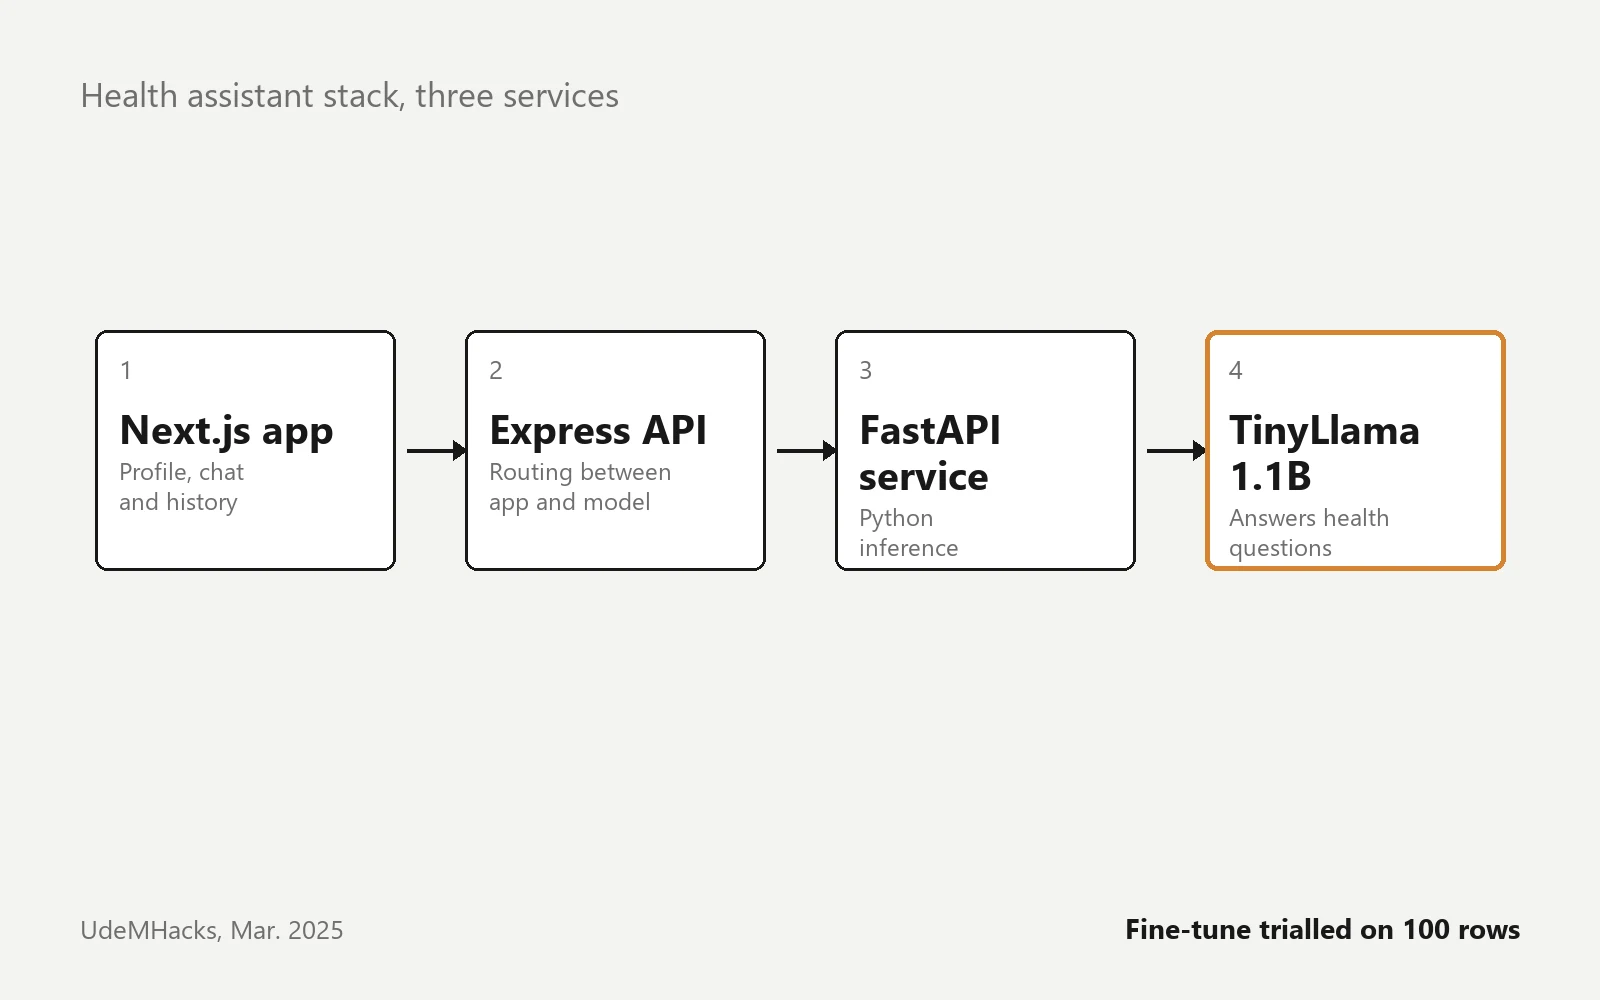 Health assistant stack, three services
1
Next.js app
Profile, chat
and history
2
Express API
Routing between
app and model
3
FastAPI
service
Python
inference
4
TinyLlama
1.1B
Answers health
questions
UdeMHacks, Mar. 2025
Fine-tune trialled on 100 rows